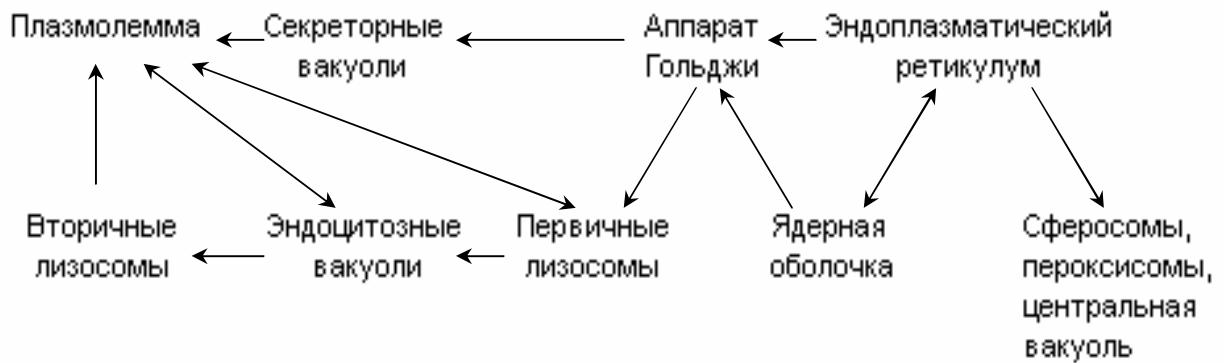 Плазмолемма
Секреторные
вакуоли
Аппарат
Гольджи
Эндоплазматический
ретикулум
Вторичные
лизосомы
Эндоцитозные
вакуоли
Первичные
лизосомы
Ядерная
оболочка
Сферосомы,
пероксисомы,
центральная
вакуоль